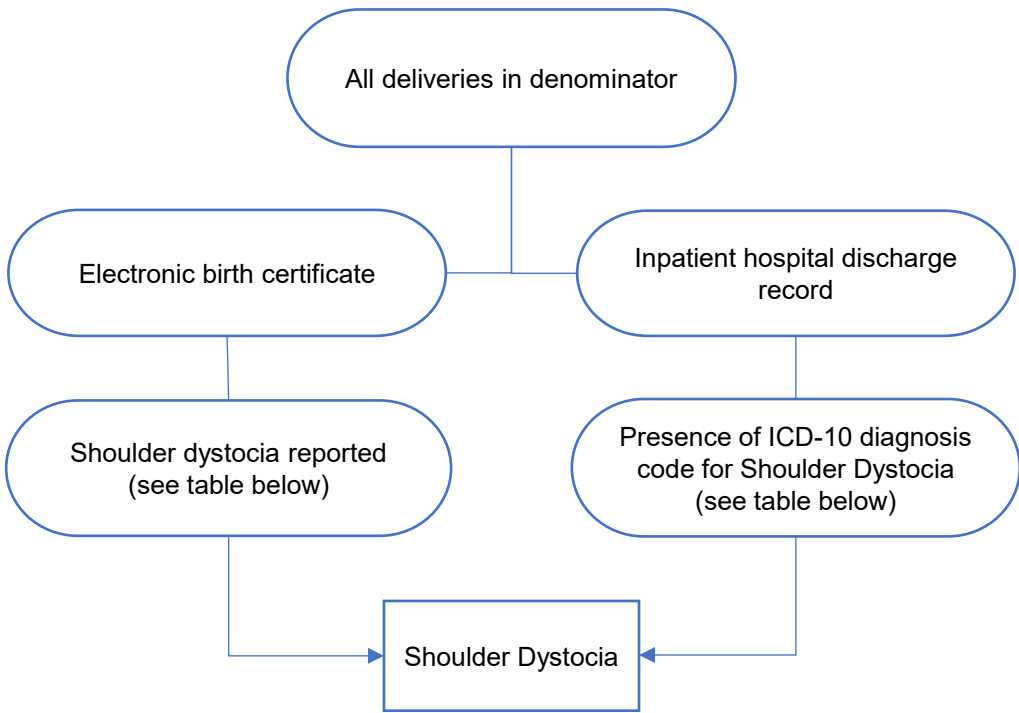 All deliveries in denominator
Electronic birth certificate
Inpatient hospital discharge
record
Shoulder dystocia reported
(see table below)
Presence of ICD-10 diagnosis
code for Shoulder Dystocia
(see table below)
Shoulder Dystocia